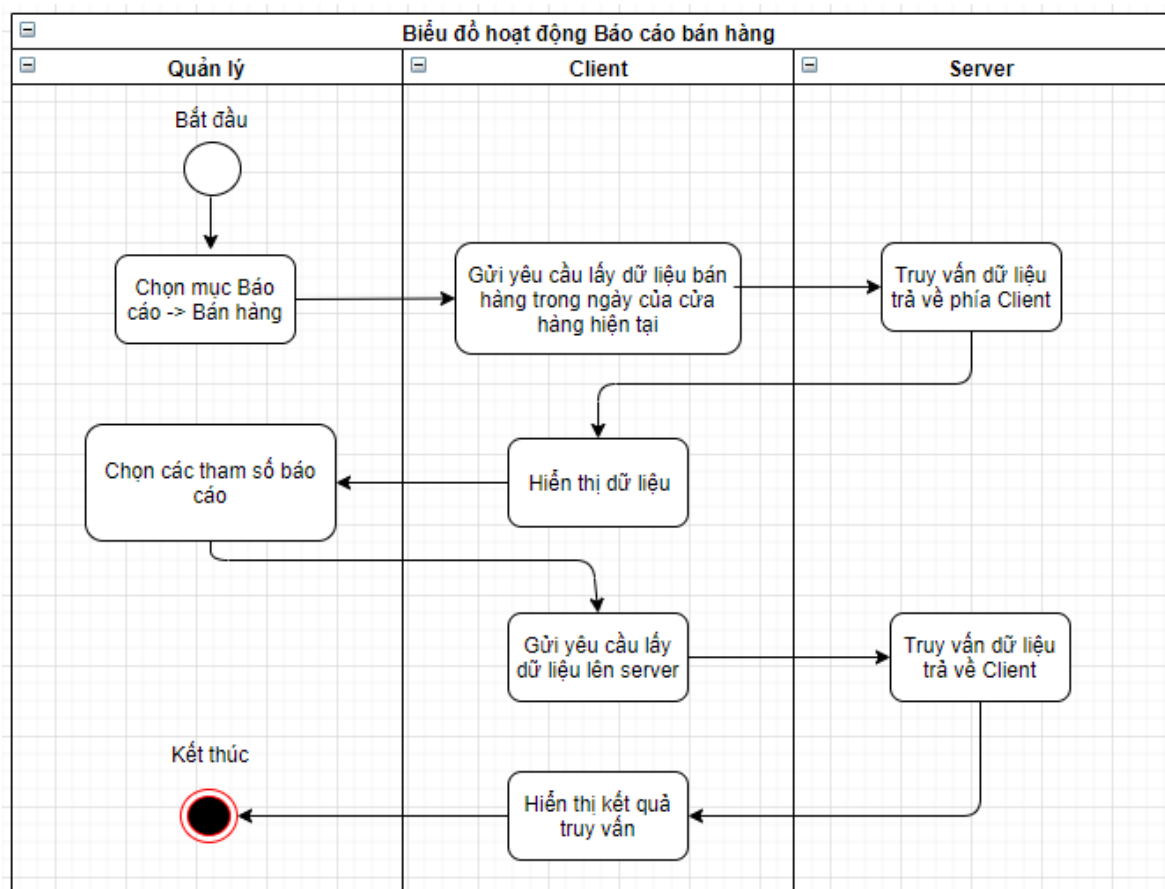 Biểu đồ hoạt động Báo cáo bán hàng
Quản lý
Client
Server
Bắt đầu
Chọn mục Báo
cáo -> Bán hàng
Gửi yêu cầu lấy dữ liệu bán
hàng trong ngày của cửa
hàng hiện tại
Truy vấn dữ liệu
trả về phía Client
Hiển thị dữ liệu
Chọn các tham số báo
cáo
Gửi yêu cầu lấy
dữ liệu lên server
Truy vấn dữ liệu
trả về Client
Hiển thị kết quả
truy vấn
Kết thúc